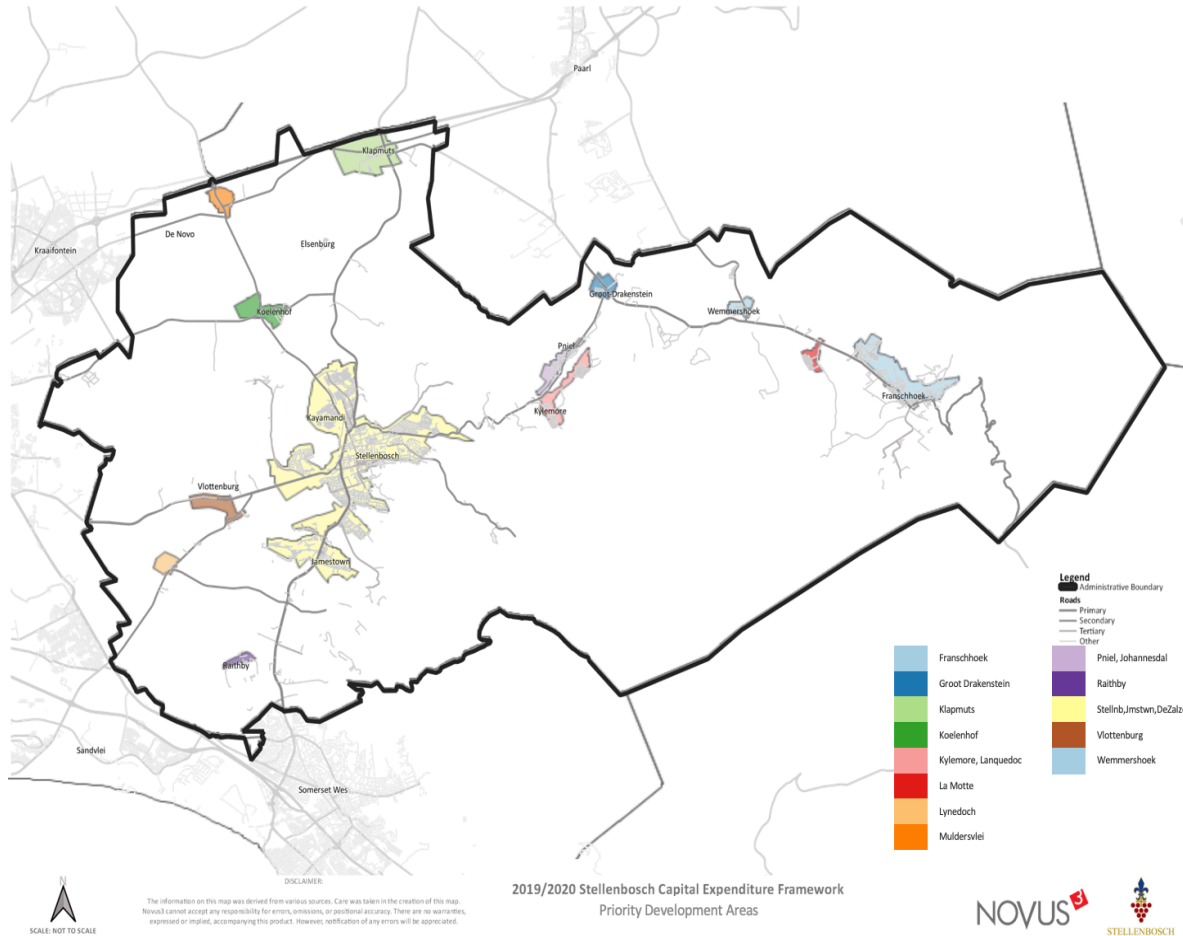 Paarl
Klapmuts
De Novo
Elsenburg
Kraaifontein
Groot Drakenstein
Koelenhof
Wemmershoek
Pniel
Franschhoek
Kylemore
Kayamandi
Stellenbosch
Vlottenburg
Jamestown
Raithby
Sandvlei
Somerset Wes
Legend
Administrative Boundary
Roads
Primary
Secondary
Tertiary
Other
Franschhoek
Groot Drakenstein
Klapmuts
Koelenhof
Kylemore, Lanquedoc
La Motte
Lynedoch
Muldersvlei
Pniel, Johannesdal
Raithby
Stellnb,Jmstwn,DeZalze
Vlottenburg
Wemmershoek
N
SCALE: NOT TO SCALE
DISCLAIMER:
The information on this map was derived from various sources. Care was taken in the creation of this map.
Novus3 cannot accept any responsibility for errors, omissions, or positional accuracy. There are no warranties,
expressed or implied, accompanying this product. However, notification of any errors will be appreciated.
2019/2020 Stellenbosch Capital Expenditure Framework
Priority Development Areas
NOVUS3
STELLENBOSCH